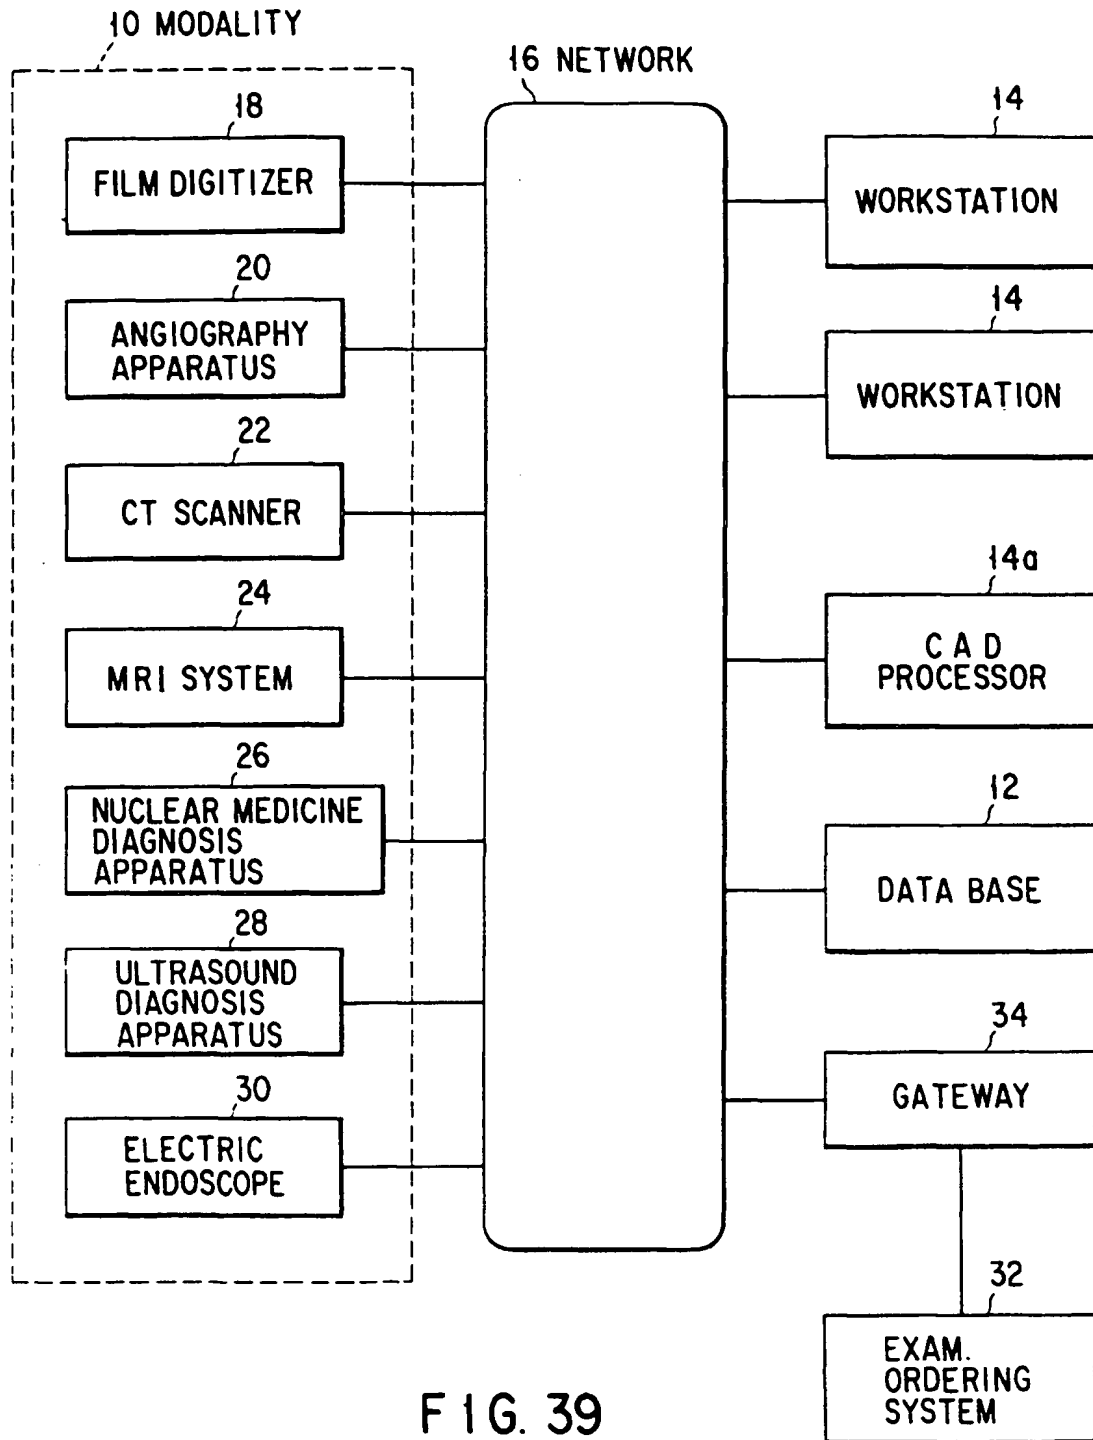 10 MODALITY
16 NETWORK
18
FILM DIGITIZER
20
ANGIOGRAPHY
APPARATUS
22
CT SCANNER
24
MRI SYSTEM
26
NUCLEAR MEDICINE
DIAGNOSIS
APPARATUS
28
ULTRASOUND
DIAGNOSIS
APPARATUS
30
ELECTRIC
ENDOSCOPE
14
WORKSTATION
14
WORKSTATION
14a
CAD
PROCESSOR
12
DATA BASE
34
GATEWAY
32
EXAM.
ORDERING
SYSTEM
FIG. 39